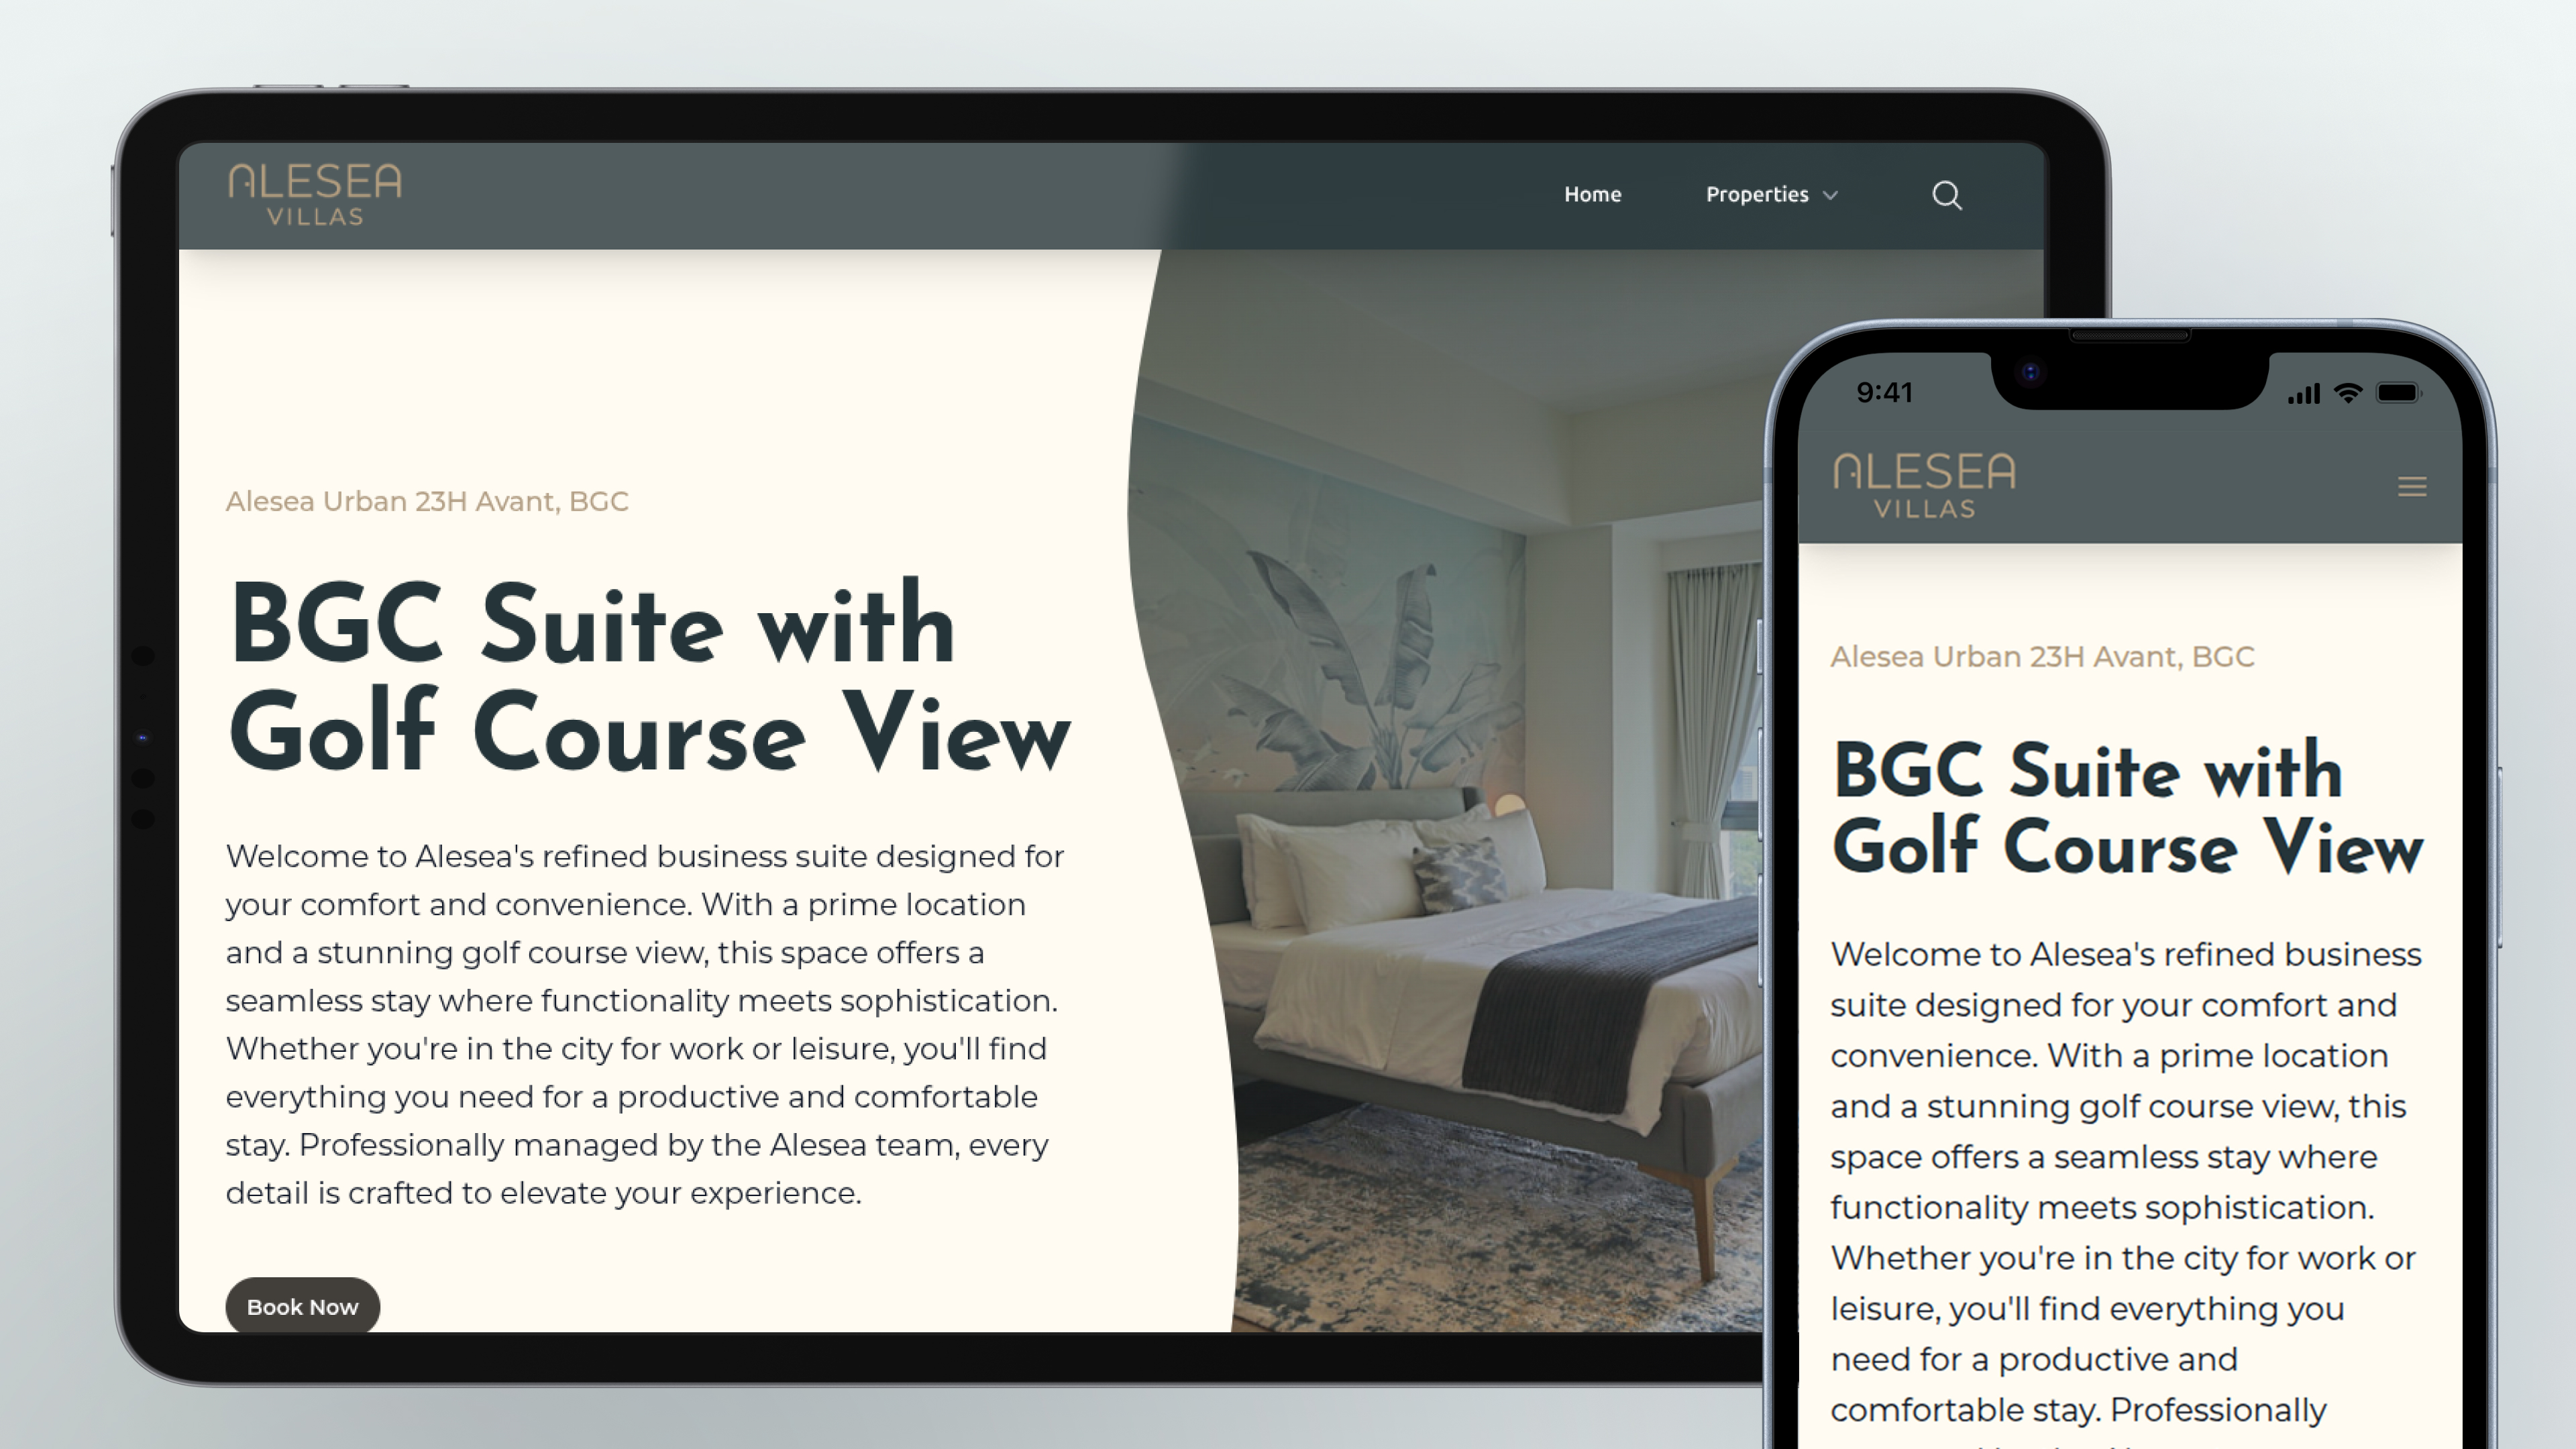 ALESEA
VILLAS
Home
Properties
Alesea Urban 23H Avant, BGC
BGC Suite with
Golf Course View
Welcome to Alesea's refined business suite designed for
your comfort and convenience. With a prime location
and a stunning golf course view, this space offers a
seamless stay where functionality meets sophistication.
Whether you're in the city for work or leisure, you'll find
everything you need for a productive and comfortable
stay. Professionally managed by the Alesea team, every
detail is crafted to elevate your experience.
Book Now
9:41
ALESEA
VILLAS
Alesea Urban 23H Avant, BGC
BGC Suite with
Golf Course View
Welcome to Alesea's refined business
suite designed for your comfort and
convenience. With a prime location
and a stunning golf course view, this
space offers a seamless stay where
functionality meets sophistication.
Whether you're in the city for work or
leisure, you'll find everything you
need for a productive and
comfortable stay. Professionally